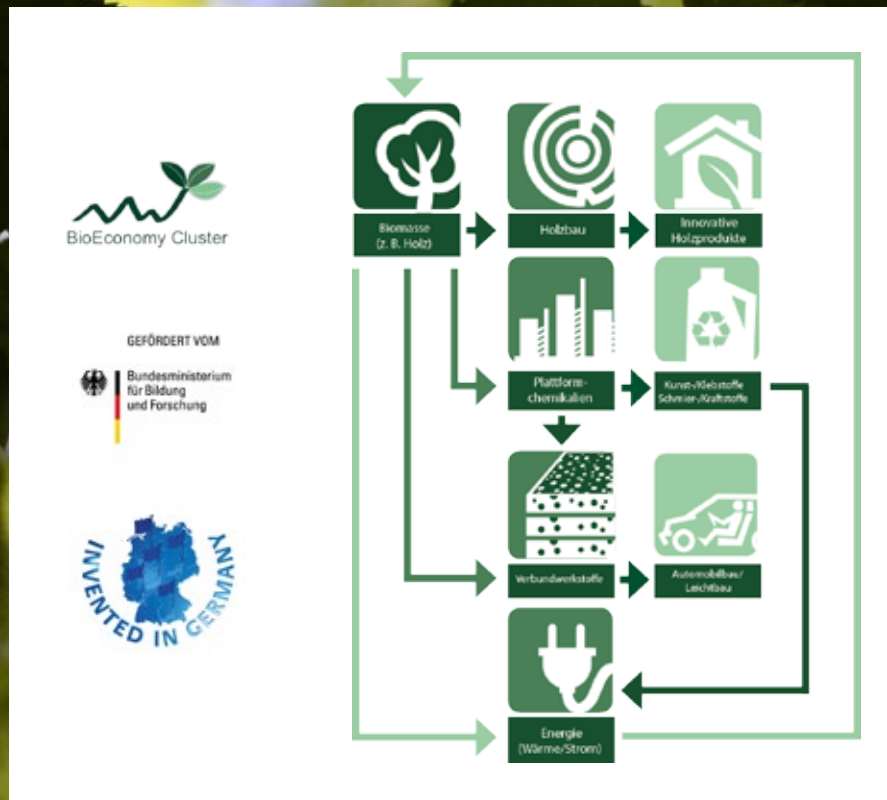 BioEconomy Cluster
GEFÖRDERT VOM
Bundesministerium
für Bildung
und Forschung
INVENTED IN GERMANY
Biomasse
(z. B. Holz)
Holzbau
Innovative
Holzprodukte
Plattform-
chemikalien
Kunst-/Klebstoffe
Schmier-/Kraftstoffe
Verbundwerkstoffe
Automobilbau/
Leichtbau
Energie
(Wärme/Strom)